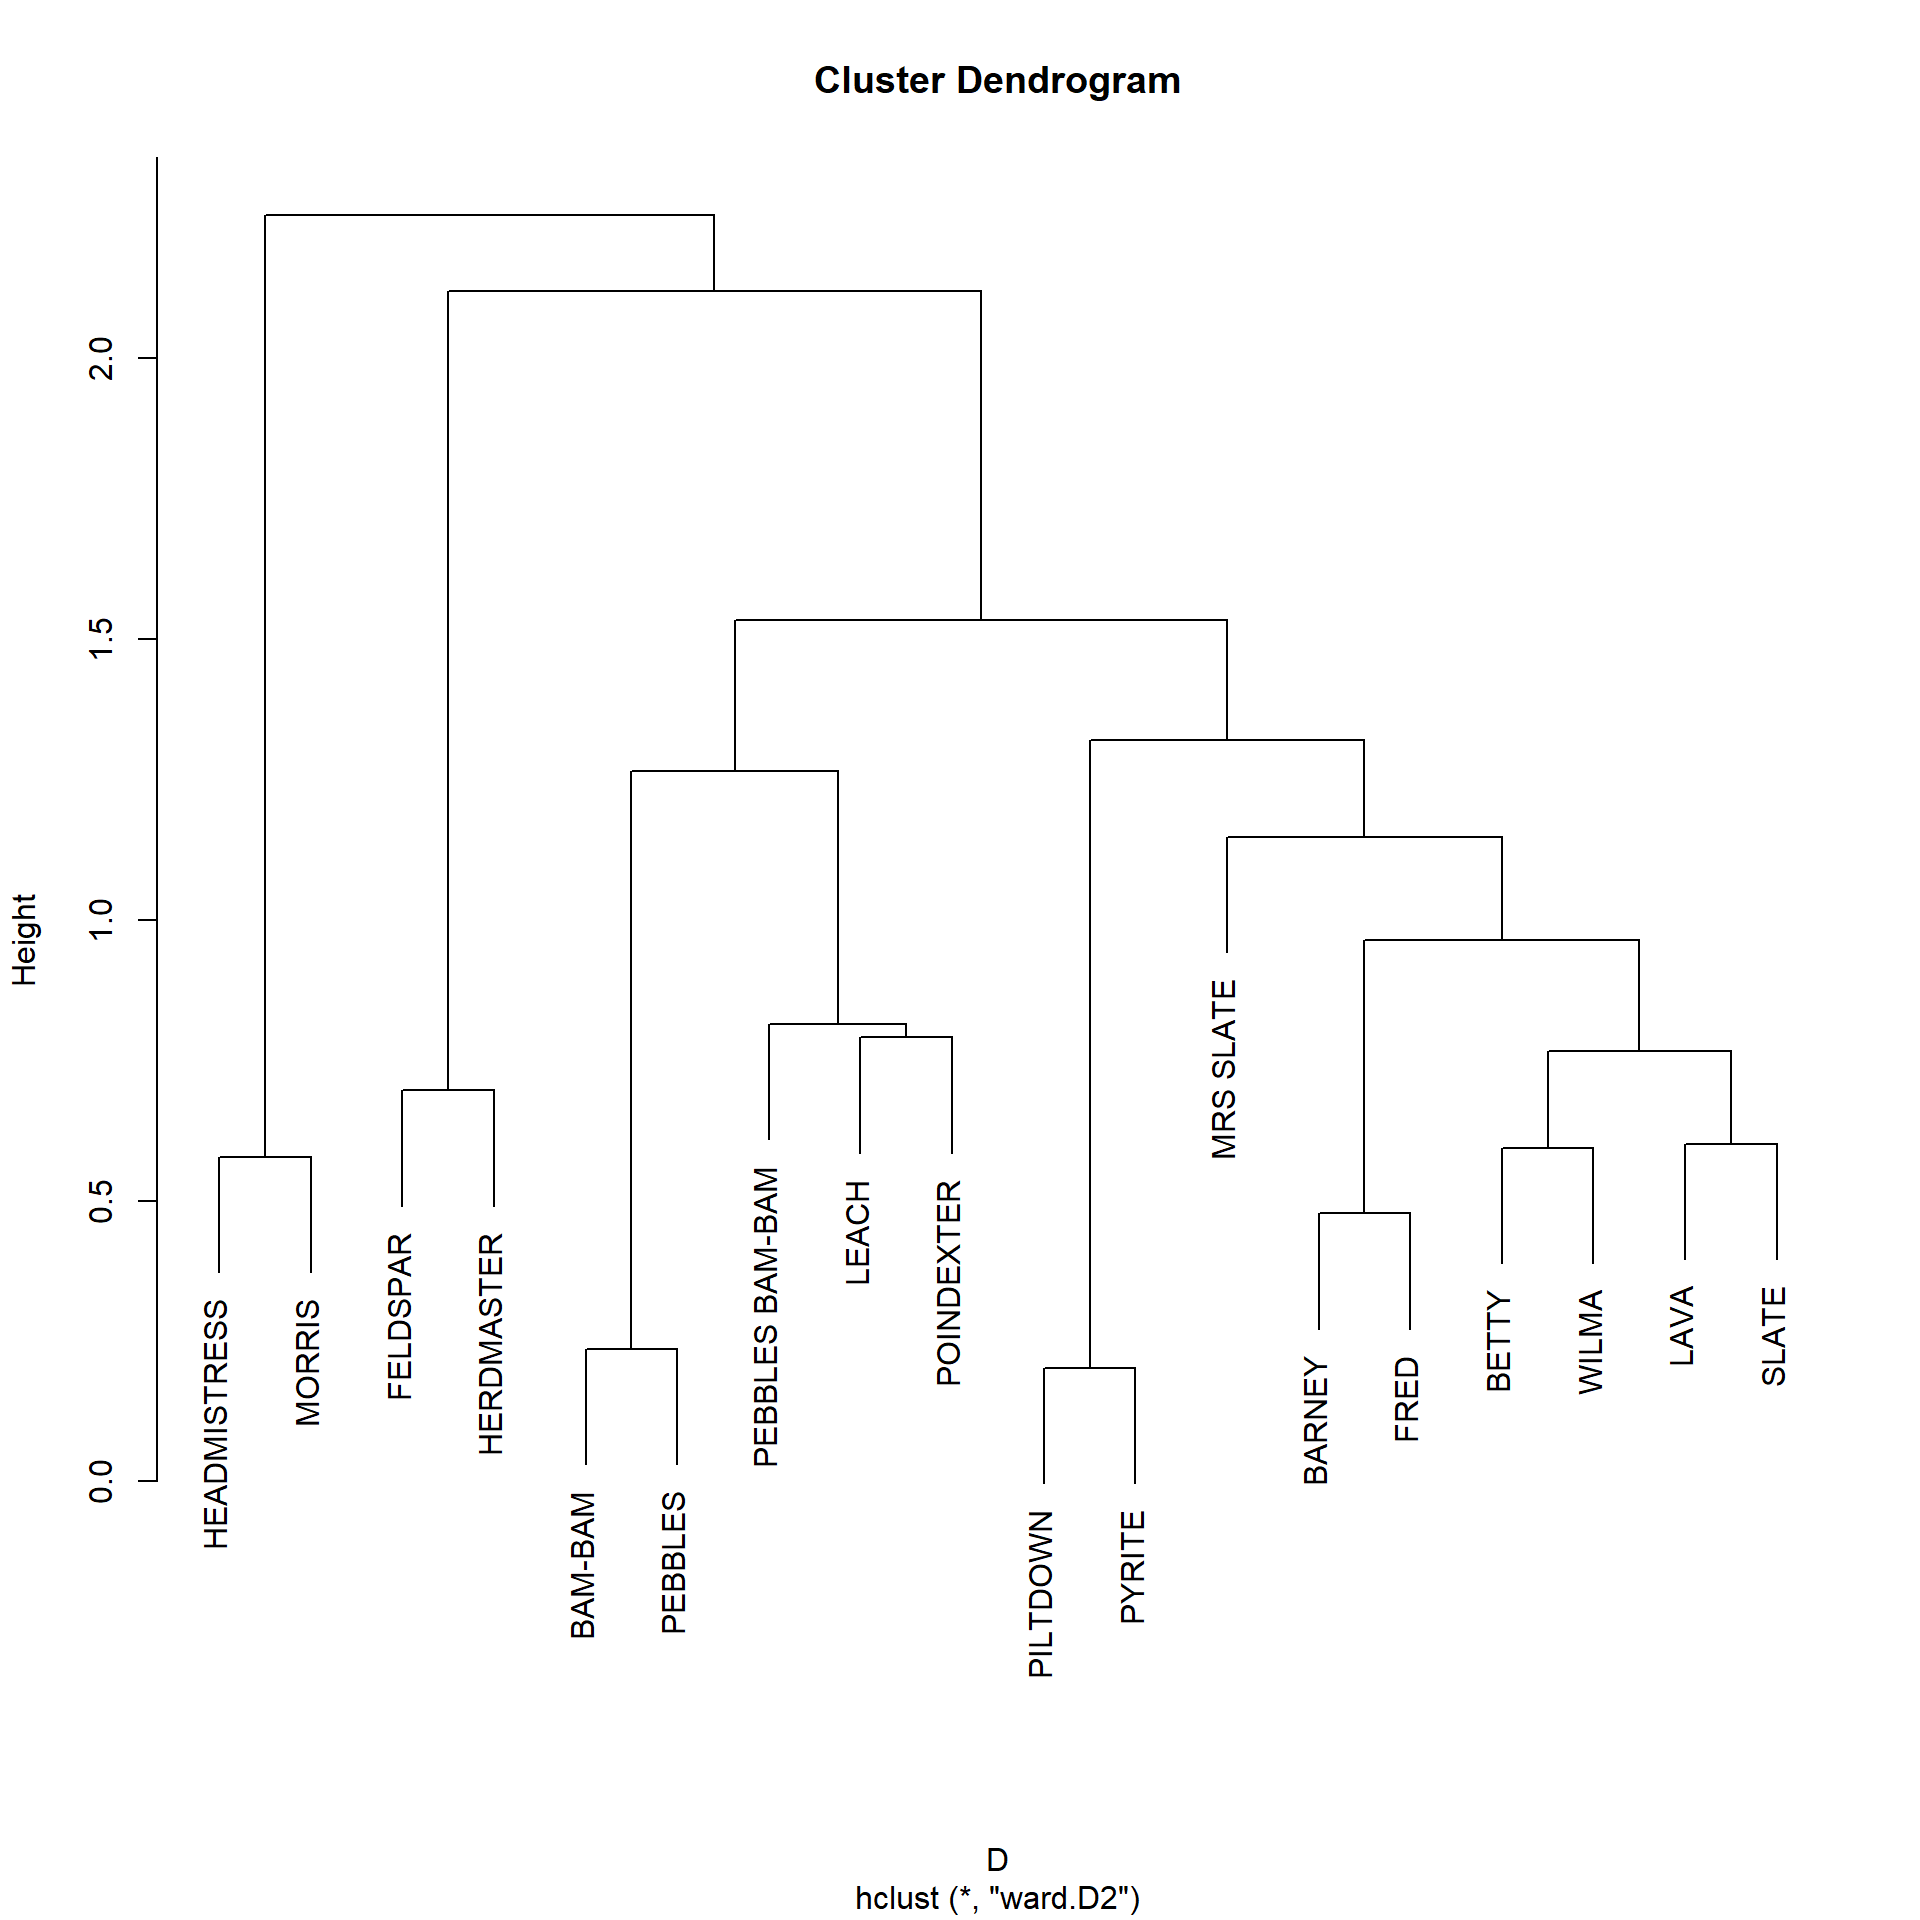 Cluster Dendrogram
Height
2.0
1.5
1.0
0.5
0.0
HEADMISTRESS
MORRIS
FELDSPAR
HERDMASTER
BAM-BAM
PEBBLES
PEBBLES BAM-BAM
LEACH
POINDEXTER
PILTDOWN
PYRITE
MRS SLATE
BARNEY
FRED
BETTY
WILMA
LAVA
SLATE
D
hclust (*, "ward.D2")